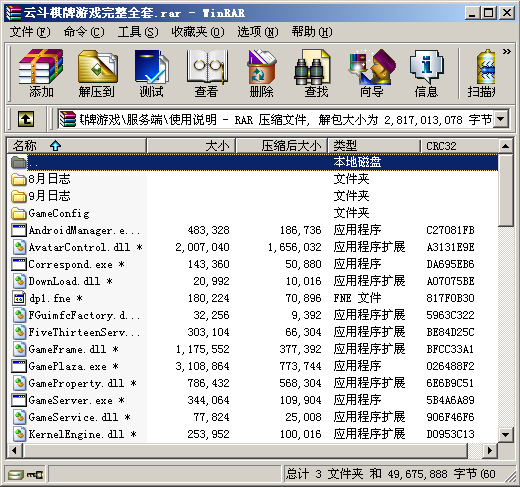 云斗棋牌游戏完整全套.rar - WinRAR
文件(F) 命令(C) 工具(S) 收藏夹(O) 选项(N) 帮助(H)
添加 解压到 测试 查看 删除 查找 向导 信息 扫描
牌游戏\服务端\使用说明 - RAR 压缩文件, 解包大小为 2,817,013,078 字节
名称 大小 压缩后大小 类型 CRC32
.. 本地磁盘
8月日志 文件夹
9月日志 文件夹
GameConfig 文件夹
AndroidManager.e... 483,328 186,736 应用程序 C27081FB
AvatarControl.dll * 2,007,040 1,656,032 应用程序扩展 A3131E9E
Correspond.exe * 143,360 50,880 应用程序 DA695EB6
DownLoad.dll * 20,992 10,016 应用程序扩展 A07075BE
dp1.fne * 180,224 70,896 FNE 文件 817F0B30
FGuimfcFactory.d... 32,256 9,392 应用程序扩展 5963C322
FiveThirteenServ... 303,104 66,304 应用程序扩展 BE84D25C
GameFrame.dll * 1,175,552 377,392 应用程序扩展 BFCC33A1
GamePlaza.exe * 3,108,864 773,744 应用程序 026488F2
GameProperty.dll * 786,432 568,304 应用程序扩展 6E6B9C51
GameServer.exe * 344,064 109,904 应用程序 5B4A6A89
GameService.dll * 77,824 25,008 应用程序扩展 906F46F6
KernelEngine.dll * 253,952 100,016 应用程序扩展 D0953C13
总计 3 文件夹 和 49,675,888 字节(60